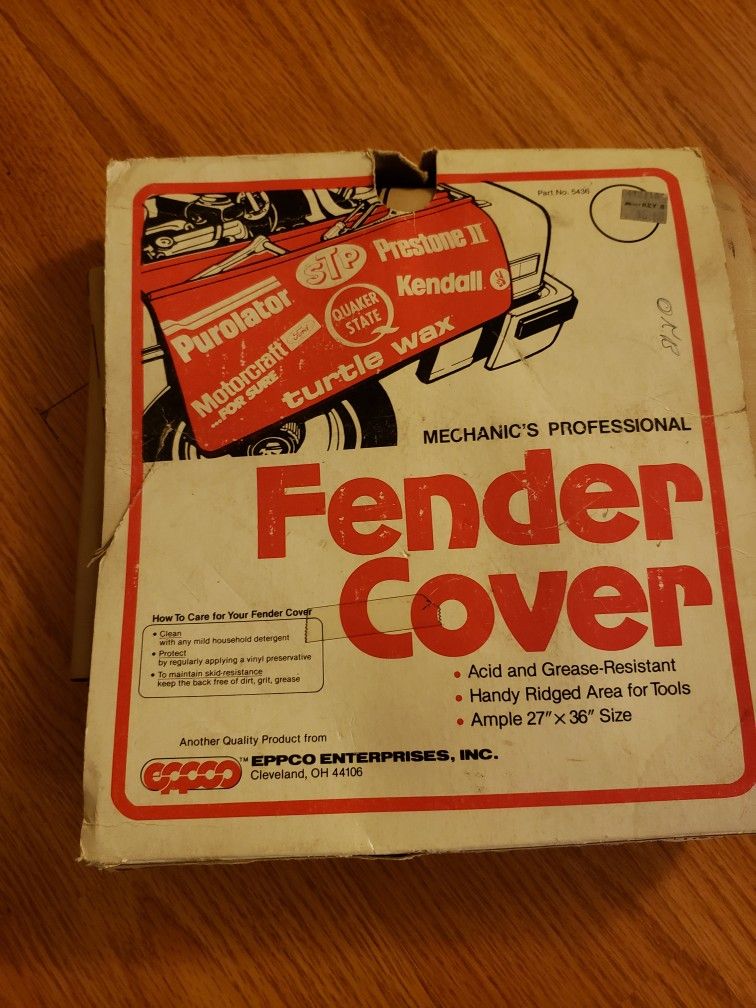 Part No. 5436
STP
Prestone II
Purolator
Kendall
QUAKER
STATE
Motorcraft
Ford
...FOR SURE
turtle wax
MECHANIC'S PROFESSIONAL
Fender
Cover
How To Care for Your Fender Cover
• Clean
with any mild household detergent
• Protect
by regularly applying a vinyl preservative
• To maintain skid-resistance
keep the back free of dirt, grit, grease
• Acid and Grease-Resistant
• Handy Ridged Area for Tools
• Ample 27" × 36" Size
Another Quality Product from
eppco™ EPPCO ENTERPRISES, INC.
Cleveland, OH 44106